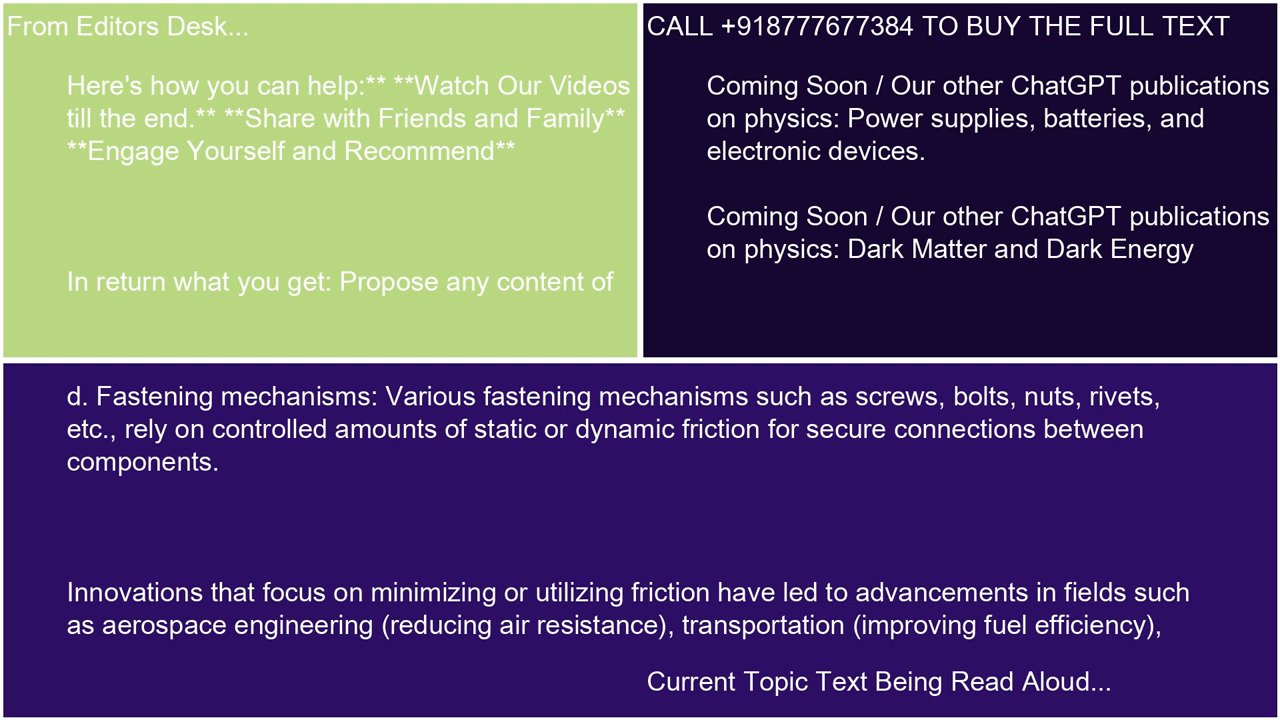 From Editors Desk...
Here's how you can help:** **Watch Our Videos
till the end.** **Share with Friends and Family**
**Engage Yourself and Recommend**
In return what you get: Propose any content of
CALL +918777677384 TO BUY THE FULL TEXT
Coming Soon / Our other ChatGPT publications
on physics: Power supplies, batteries, and
electronic devices.
Coming Soon / Our other ChatGPT publications
on physics: Dark Matter and Dark Energy
d. Fastening mechanisms: Various fastening mechanisms such as screws, bolts, nuts, rivets,
etc., rely on controlled amounts of static or dynamic friction for secure connections between
components.
Innovations that focus on minimizing or utilizing friction have led to advancements in fields such
as aerospace engineering (reducing air resistance), transportation (improving fuel efficiency),
Current Topic Text Being Read Aloud...